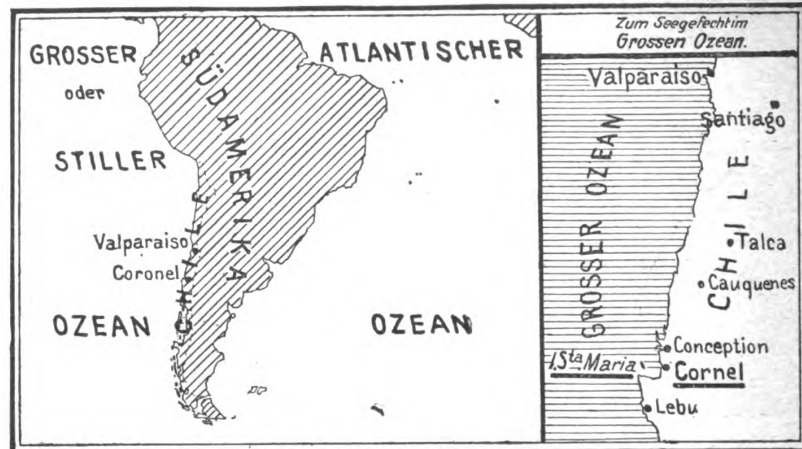 GROSSER
oder
STILLER
OZEAN
SÜDAMERIKA
ATLANTISCHER
OZEAN
CHILE
Valparaiso
Coronel
Zum Seegefecht im
Grossen Ozean.
GROSSER OZEAN
CHILE
Valparaiso
Santiago
Talca
Cauquenes
Conception
I. Sta Maria
Cornel
Lebu